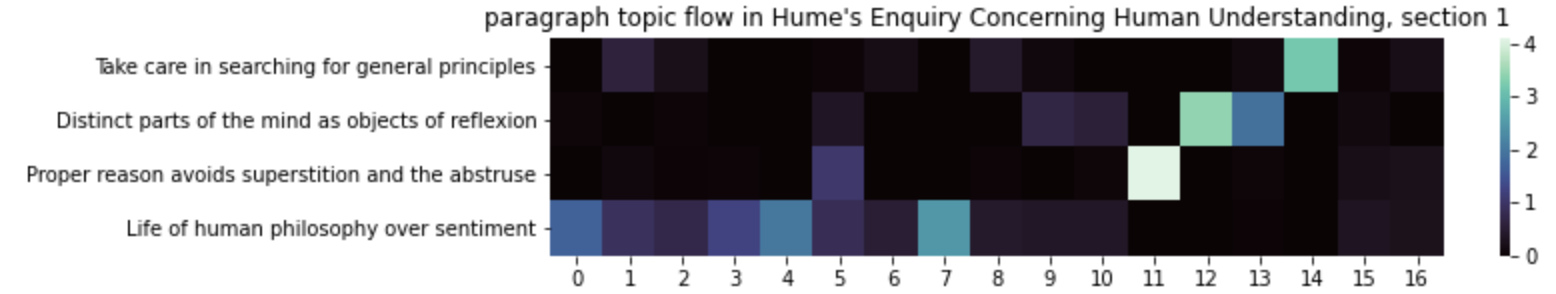 paragraph topic flow in Hume's Enquiry Concerning Human Understanding, section 1
Take care in searching for general principles
Distinct parts of the mind as objects of reflexion
Proper reason avoids superstition and the abstruse
Life of human philosophy over sentiment
0 1 2 3 4 5 6 7 8 9 10 11 12 13 14 15 16
4
3
2
1
0